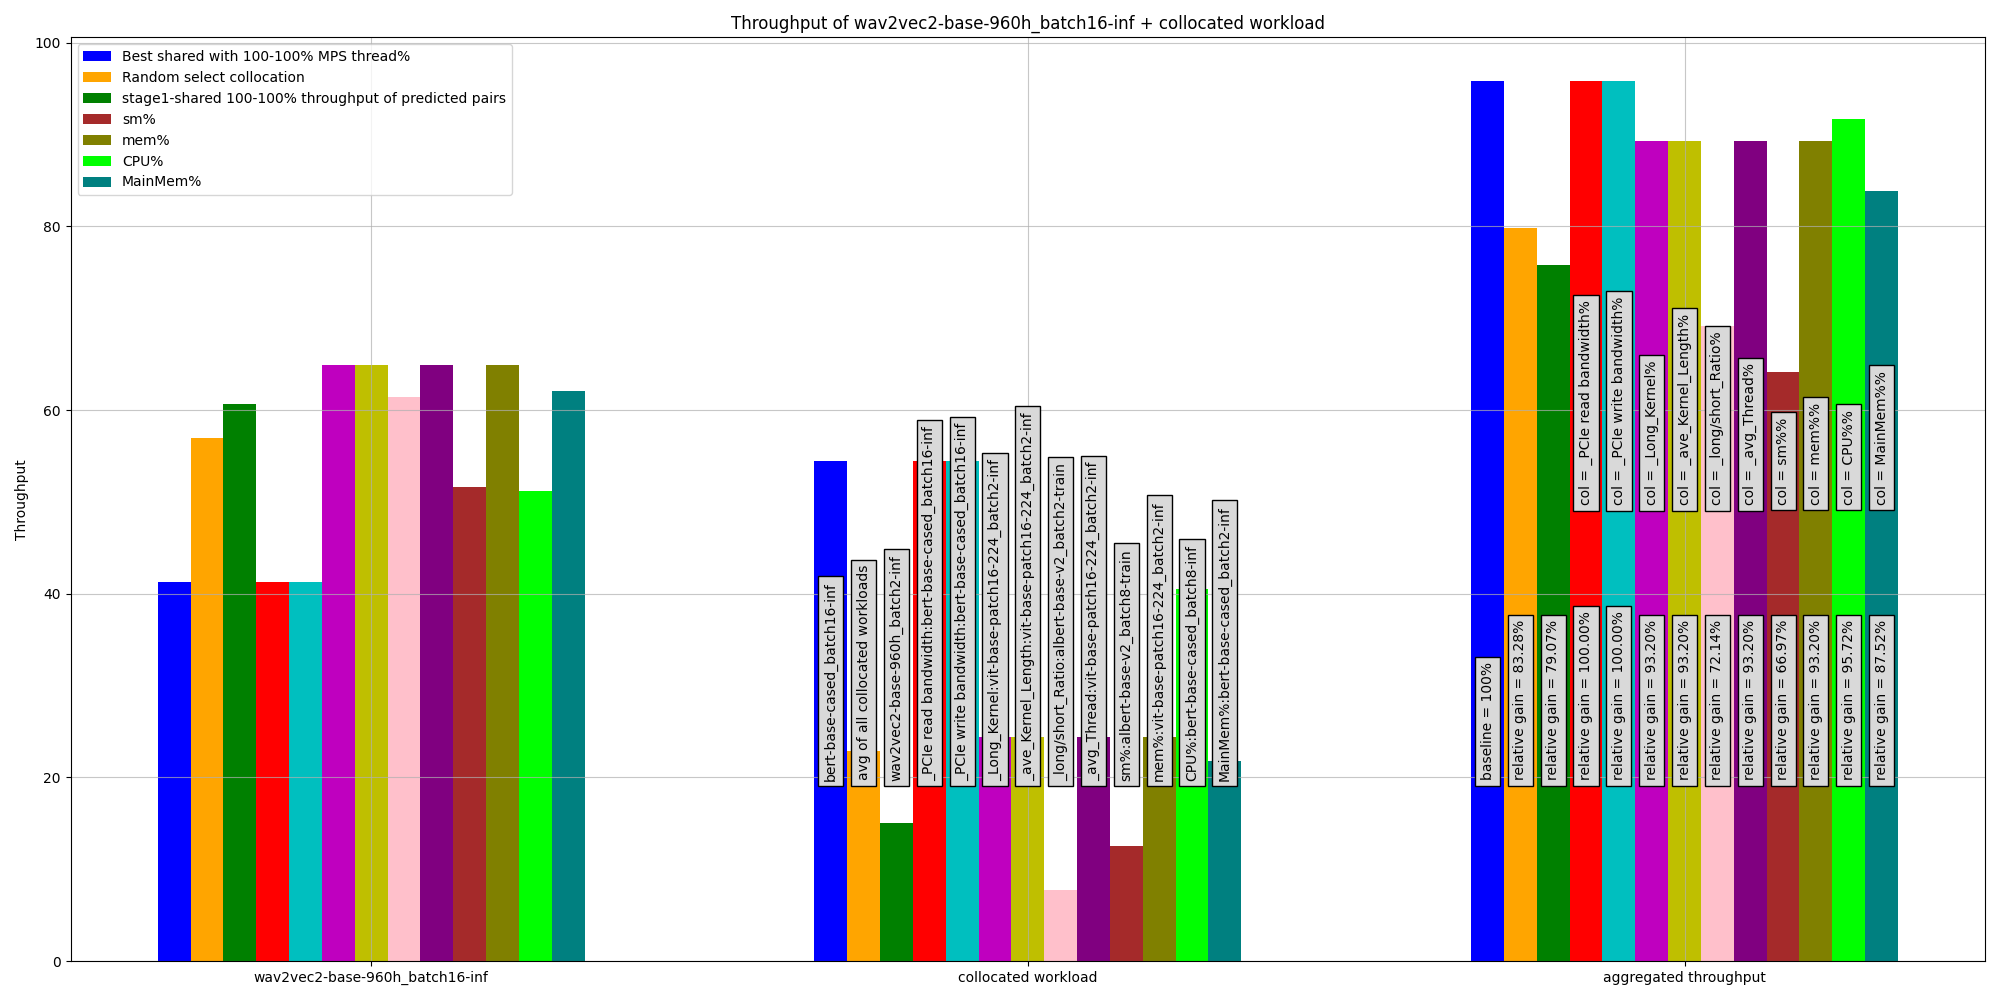 Throughput of wav2vec2-base-960h_batch16-inf + collocated workload
Throughput
100
80
60
40
20
0
Best shared with 100-100% MPS thread%
Random select collocation
stage1-shared 100-100% throughput of predicted pairs
sm%
mem%
CPU%
MainMem%
bert-base-cased_batch16-inf
avg of all collocated workloads
wav2vec2-base-960h_batch2-inf
_PCIe read bandwidth:bert-base-cased_batch16-inf
_PCIe write bandwidth:bert-base-cased_batch16-inf
_Long_Kernel:vit-base-patch16-224_batch2-inf
_ave_Kernel_Length:vit-base-patch16-224_batch2-inf
_long/short_Ratio:albert-base-v2_batch2-train
_avg_Thread:vit-base-patch16-224_batch2-inf
sm%:albert-base-v2_batch8-train
mem%:vit-base-patch16-224_batch2-inf
CPU%:bert-base-cased_batch8-inf
MainMem%:bert-base-cased_batch2-inf
col = _PCIe read bandwidth%
col = _PCIe write bandwidth%
col = _Long_Kernel%
col = _ave_Kernel_Length%
col = _long/short_Ratio%
col = _avg_Thread%
col = sm%%
col = mem%%
col = CPU%%
col = MainMem%%
baseline = 100%
relative gain = 83.28%
relative gain = 79.07%
relative gain = 100.00%
relative gain = 100.00%
relative gain = 93.20%
relative gain = 93.20%
relative gain = 72.14%
relative gain = 93.20%
relative gain = 66.97%
relative gain = 93.20%
relative gain = 95.72%
relative gain = 87.52%
wav2vec2-base-960h_batch16-inf
collocated workload
aggregated throughput